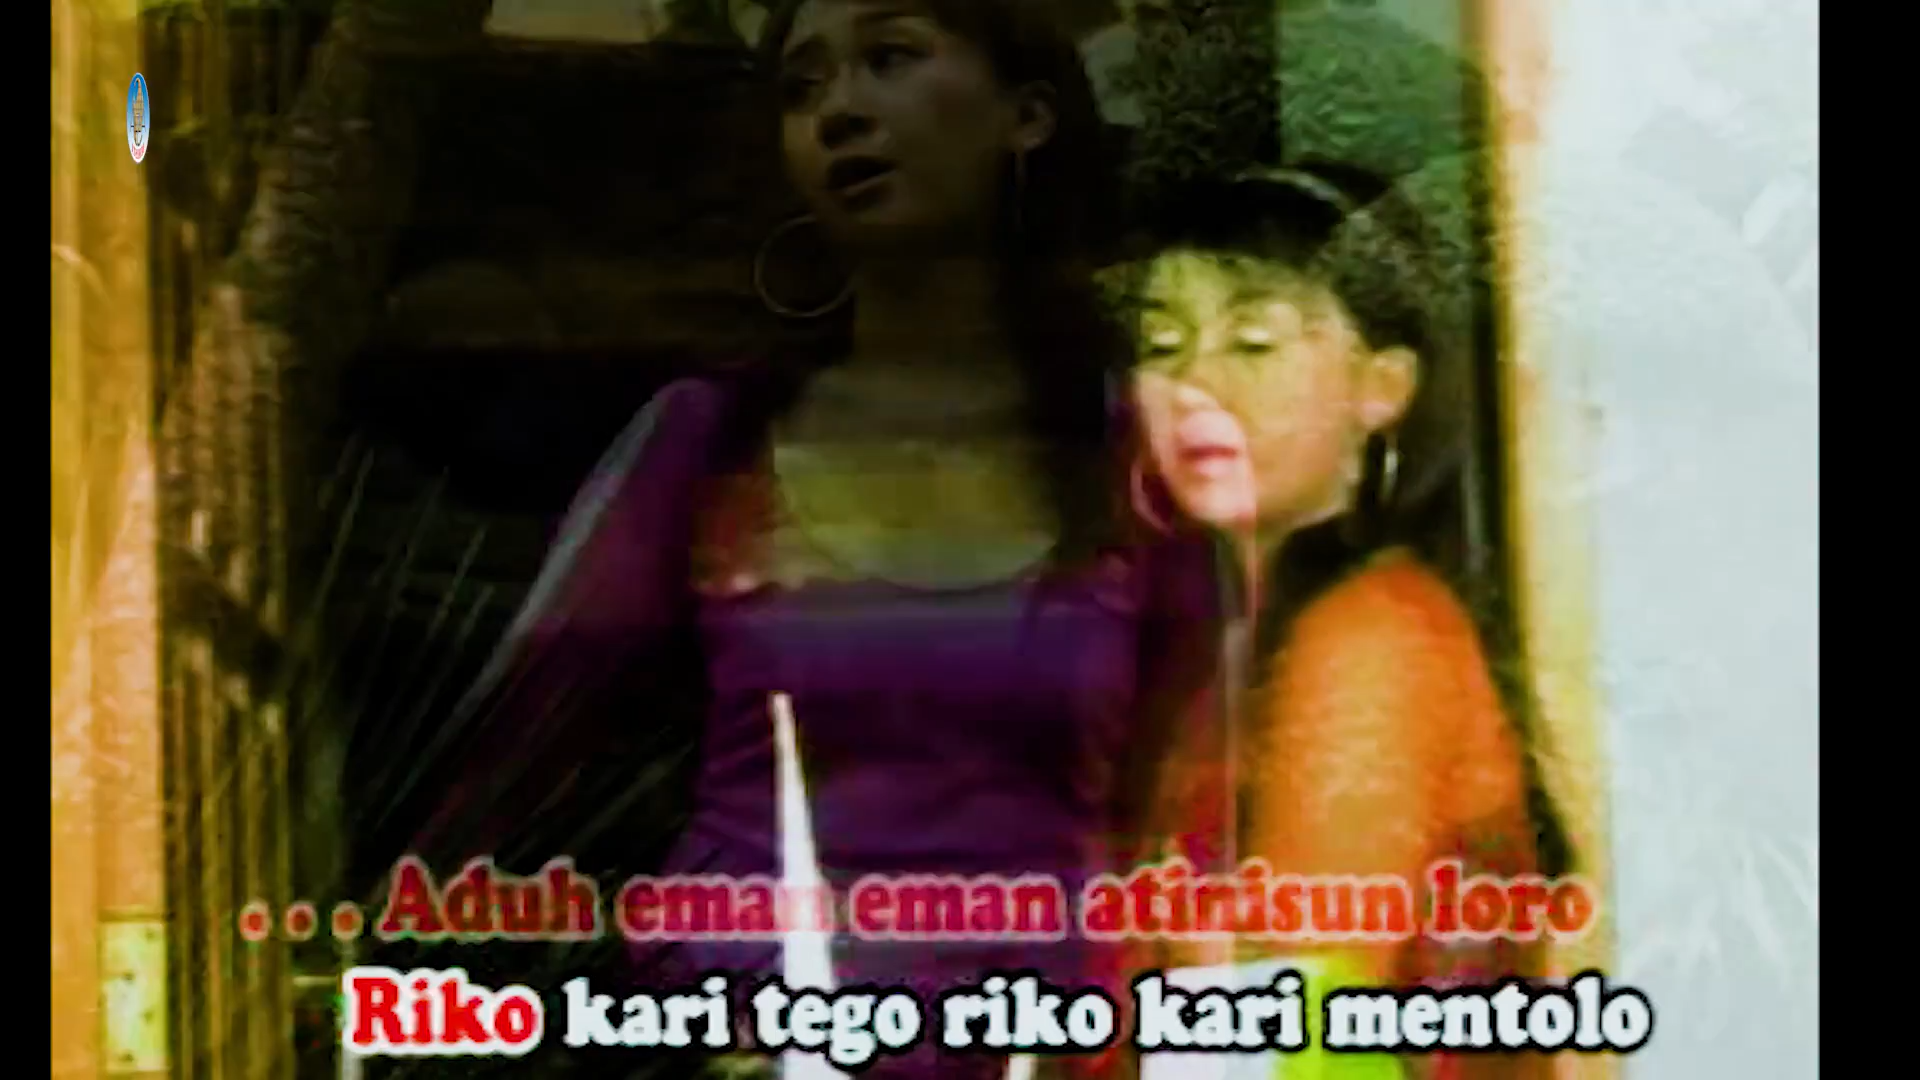 . . . Aduh eman eman atinisun loro
Riko kari tego riko kari mentolo